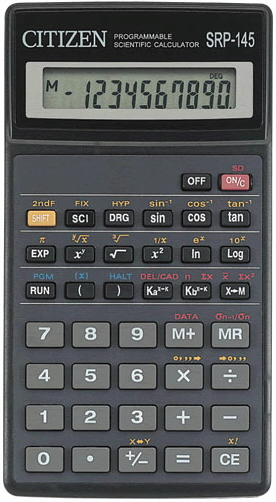 CITIZEN PROGRAMMABLE SCIENTIFIC CALCULATOR SRP-145
DEG
M -1234567890.
SD
OFF ON/C
2ndF FIX HYP sin⁻¹ cos⁻¹ tan⁻¹
SHIFT SCI DRG sin cos tan
π ˣ√y ³√ 1/x eˣ 10ˣ
EXP xʸ √ x² ln Log
PGM (x) HALT DEL/CAD n Σx x̄ Σx²
RUN ( ) Ka Kb X→M
DATA σn-1/σn
7 8 9 M+ MR
4 5 6 × ÷
1 2 3 + −
X↔Y x!
0 • +/− = CE